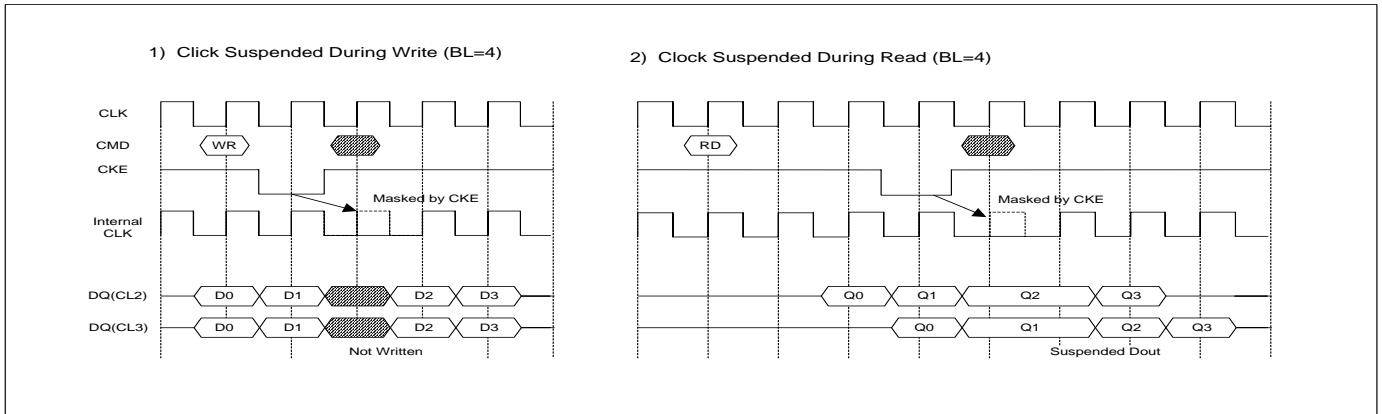 1) Click Suspended During Write (BL=4)
2) Clock Suspended During Read (BL=4)
CLK
CMD
WR
RD
CKE
Masked by CKE
Masked by CKE
Internal
CLK
DQ(CL2)
D0 D1 D2 D3
Q0 Q1 Q2 Q3
DQ(CL3)
D0 D1 D2 D3
Q0 Q1 Q2 Q3
Not Written
Suspended Dout